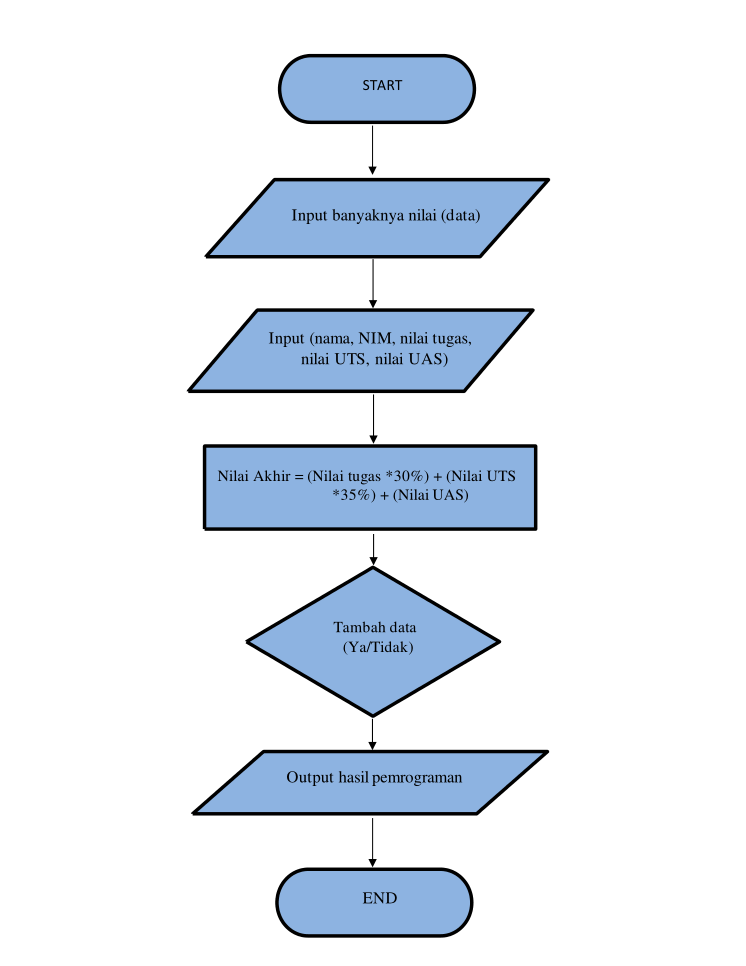 START
Input banyaknya nilai (data)
Input (nama, NIM, nilai tugas,
nilai UTS, nilai UAS)
Nilai Akhir = (Nilai tugas *30%) + (Nilai UTS
*35%) + (Nilai UAS)
Tambah data
(Ya/Tidak)
Output hasil pemrograman
END